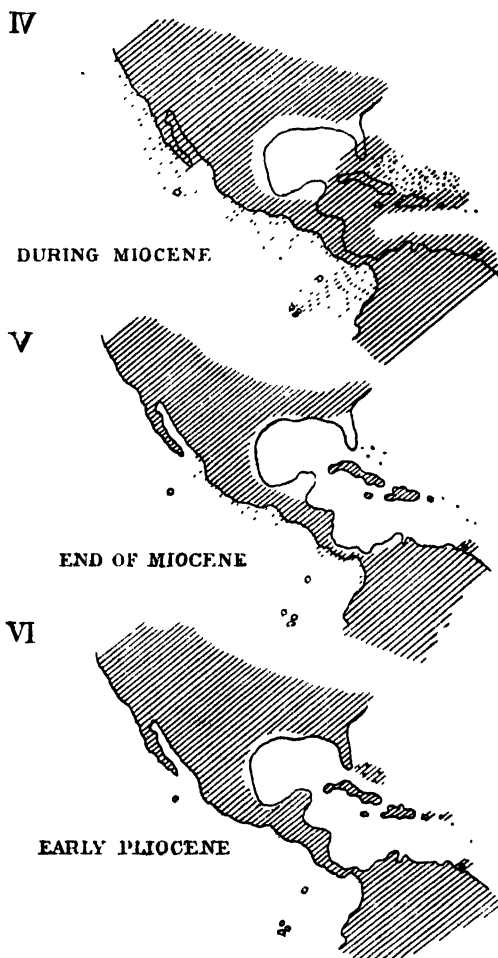 IV
DURING MIOCENE
V
END OF MIOCENE
VI
EARLY PLIOCENE